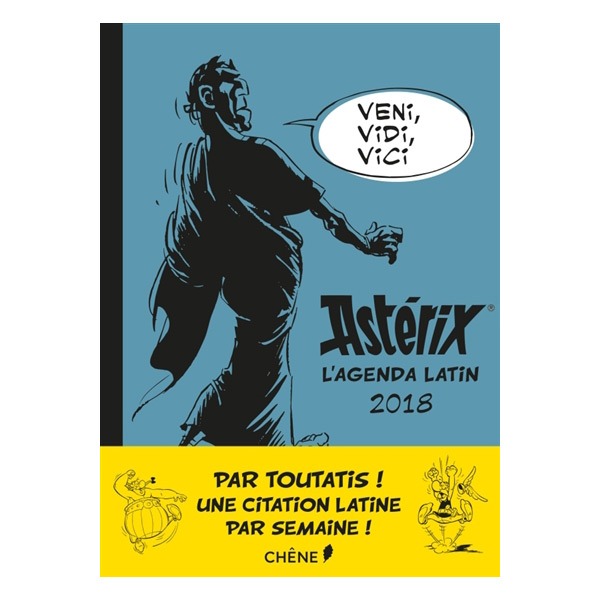 VENI,
VIDI,
VICI
Astérix®
L'AGENDA LATIN
2018
PAR TOUTATIS !
UNE CITATION LATINE
PAR SEMAINE !
CHÊNE